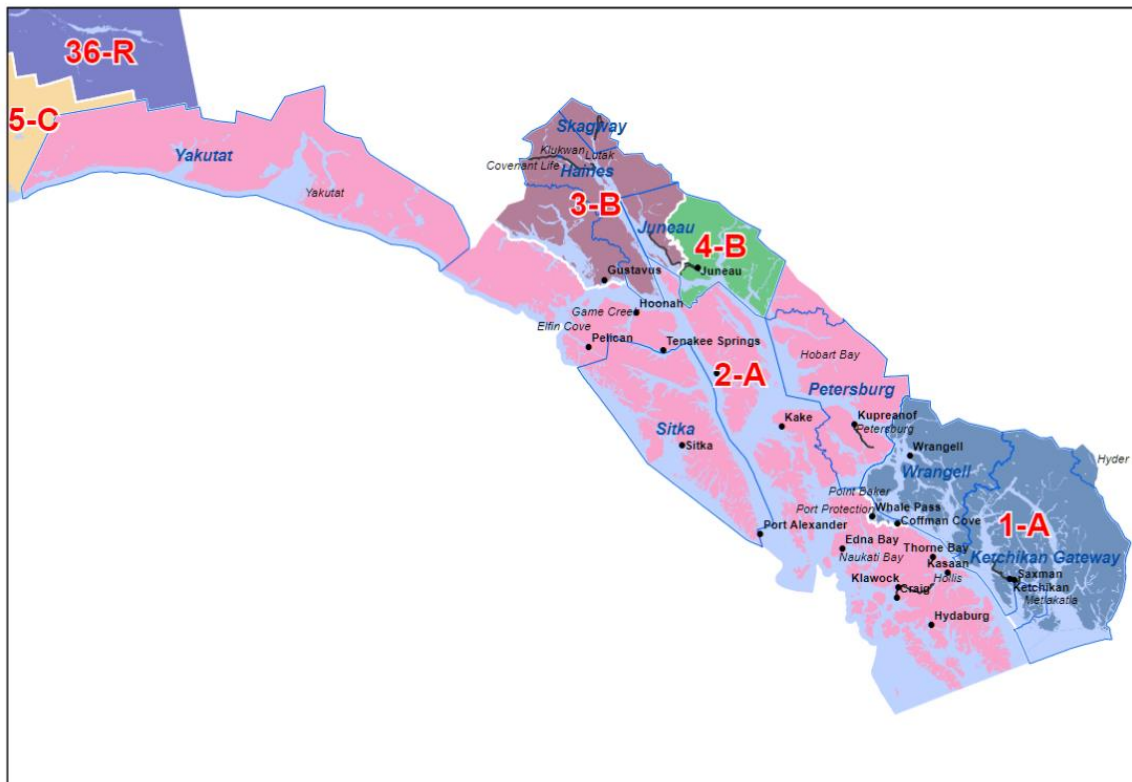 36-R
5-C
Yakutat
Yakutat
Skagway
Klukwan
Lutak
Covenant Life
Haines
3-B
Juneau
4-B
Juneau
Gustavus
Hoonah
Game Creek
Elfin Cove
Pelican
Tenakee Springs
Hobart Bay
2-A
Petersburg
Kupreanof
Petersburg
Kake
Sitka
Sitka
Wrangell
Wrangell
Hyder
Point Baker
Port Protection
Whale Pass
Coffman Cove
1-A
Port Alexander
Edna Bay
Naukati Bay
Thorne Bay
Ketchikan Gateway
Kasaan
Hollis
Klawock
Craig
Saxman
Ketchikan
Metlakatla
Hydaburg